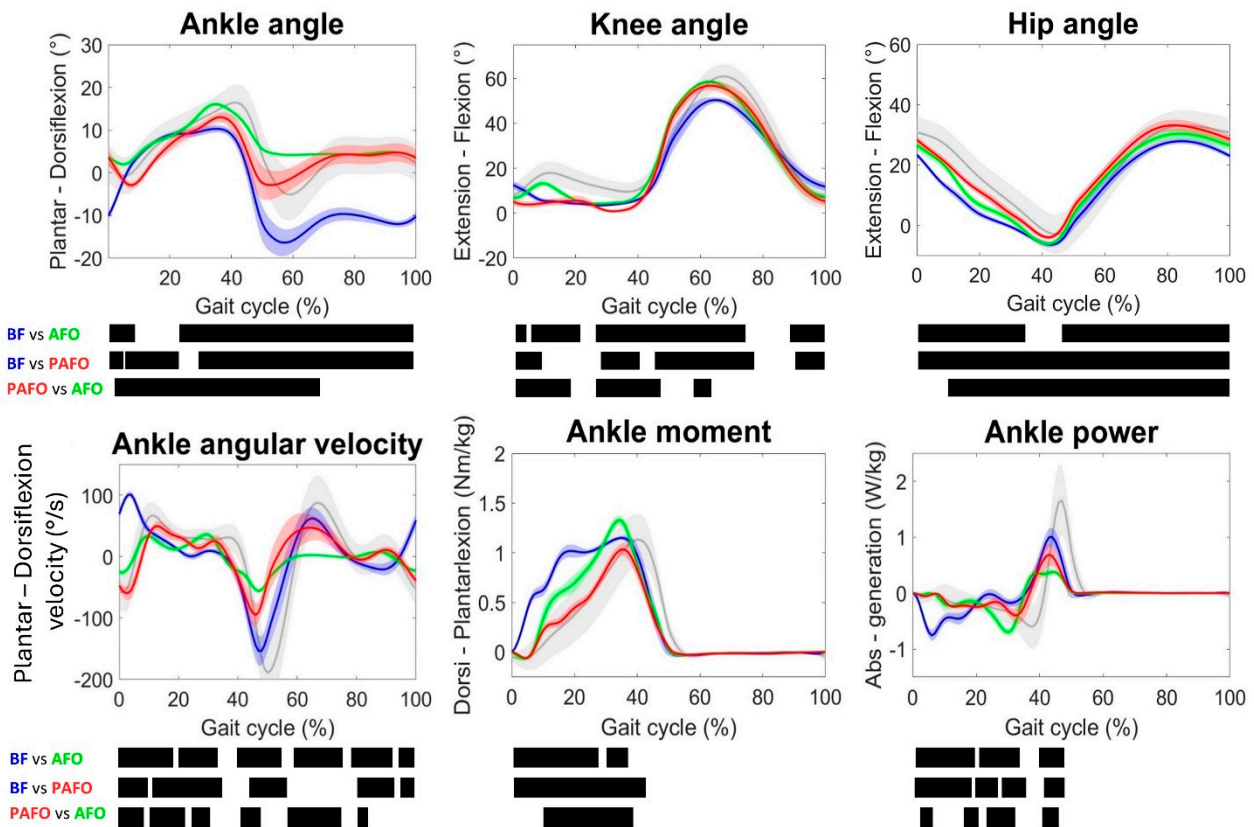 Ankle angle
Plantar - Dorsiflexion (°)
30
20
10
0
-10
-20
20 40 60 80 100
Gait cycle (%)
Knee angle
Extension - Flexion (°)
60
40
20
0
-20
0 20 40 60 80 100
Gait cycle (%)
Hip angle
Extension - Flexion (°)
60
40
20
0
0 20 40 60 80 100
Gait cycle (%)
BF vs AFO
BF vs PAFO
PAFO vs AFO
Ankle angular velocity
Plantar – Dorsiflexion
velocity (°/s)
100
0
-100
-200
0 20 40 60 80 100
Gait cycle (%)
Ankle moment
Dorsi - Plantarlexion (Nm/kg)
2
1.5
1
0.5
0
0 20 40 60 80 100
Gait cycle (%)
Ankle power
Abs - generation (W/kg)
2
1
0
-1
0 20 40 60 80 100
Gait cycle (%)
BF vs AFO
BF vs PAFO
PAFO vs AFO